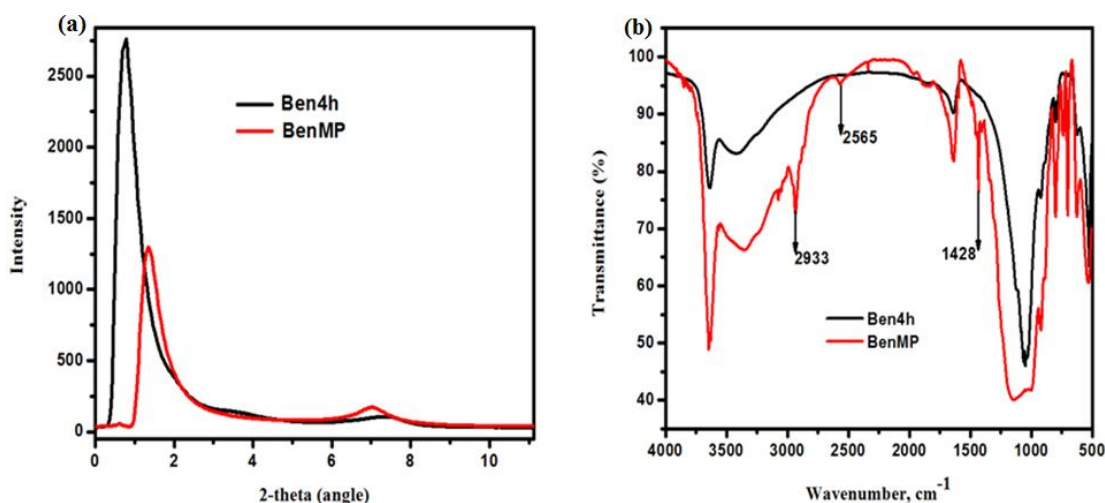 (a)
2500
2000
1500
1000
500
0
0 2 4 6 8 10
Intensity
2-theta (angle)
Ben4h
BenMP
(b)
100
90
80
70
60
50
40
4000 3500 3000 2500 2000 1500 1000 500
Transmittance (%)
Wavenumber, cm-1
2565
2933
1428
Ben4h
BenMP